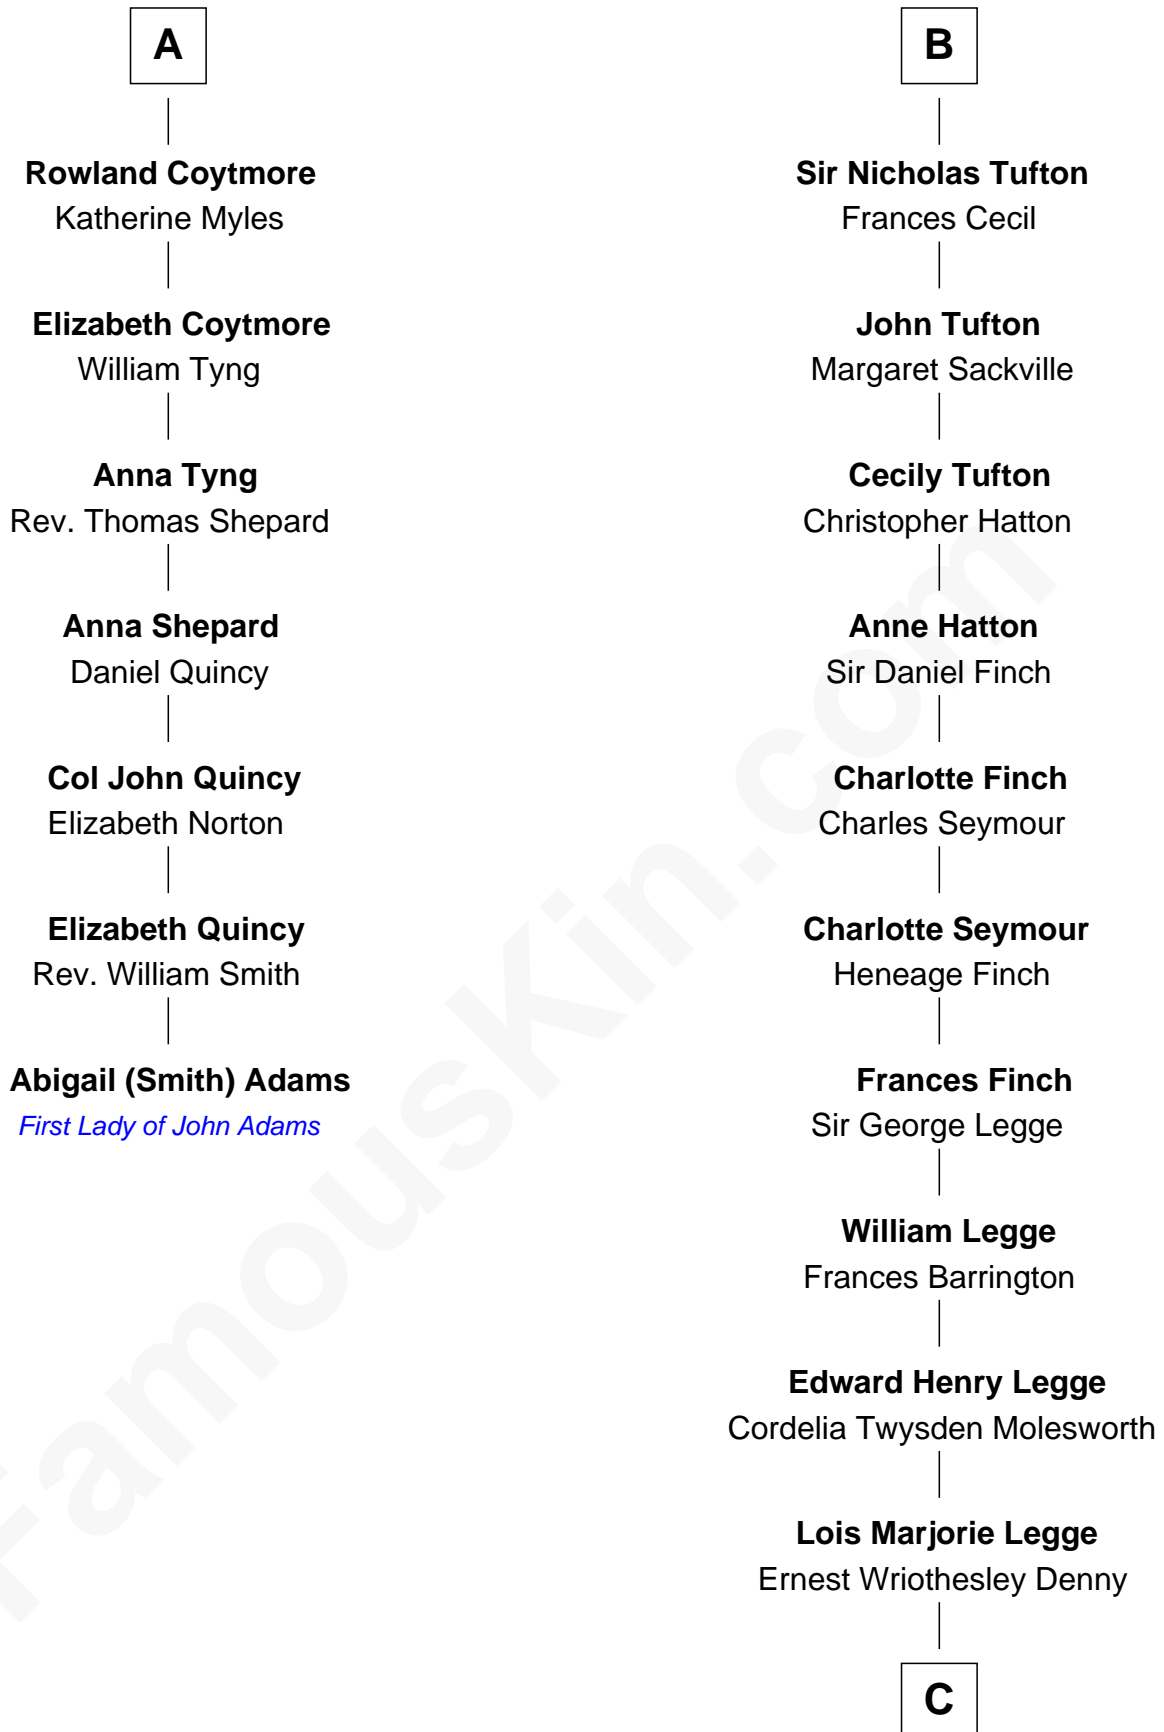 A
Rowland Coytmore
Katherine Myles
Elizabeth Coytmore
William Tyng
Anna Tyng
Rev. Thomas Shepard
Anna Shepard
Daniel Quincy
Col John Quincy
Elizabeth Norton
Elizabeth Quincy
Rev. William Smith
Abigail (Smith) Adams
First Lady of John Adams
B
Sir Nicholas Tufton
Frances Cecil
John Tufton
Margaret Sackville
Cecily Tufton
Christopher Hatton
Anne Hatton
Sir Daniel Finch
Charlotte Finch
Charles Seymour
Charlotte Seymour
Heneage Finch
Frances Finch
Sir George Legge
William Legge
Frances Barrington
Edward Henry Legge
Cordelia Twysden Molesworth
Lois Marjorie Legge
Ernest Wriothesley Denny
C
FamousKin.com